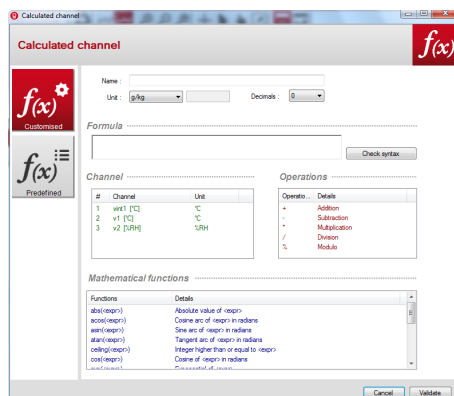 Calculated channel
Calculated channel
f(x)
f(x)
Customised
f(x)
Predefined
Name :
Unit : g/kg Decimals : 0
Formula
Check syntax
Channel
# Channel Unit
1 vint1 [°C] °C
2 v1 [°C] °C
3 v2 [%RH] %RH
Operations
Operatio... Details
+ Addition
- Subtraction
* Multiplication
/ Division
% Modulo
Mathematical functions
Functions Details
abs(<expr>) Absolute value of <expr>
acos(<expr>) Cosine arc of <expr> in radians
asin(<expr>) Sine arc of <expr> in radians
atan(<expr>) Tangent arc of <expr> in radians
ceiling(<expr>) Integer higher than or equal to <expr>
cos(<expr>) Cosine of <expr> in radians
Cancel Validate